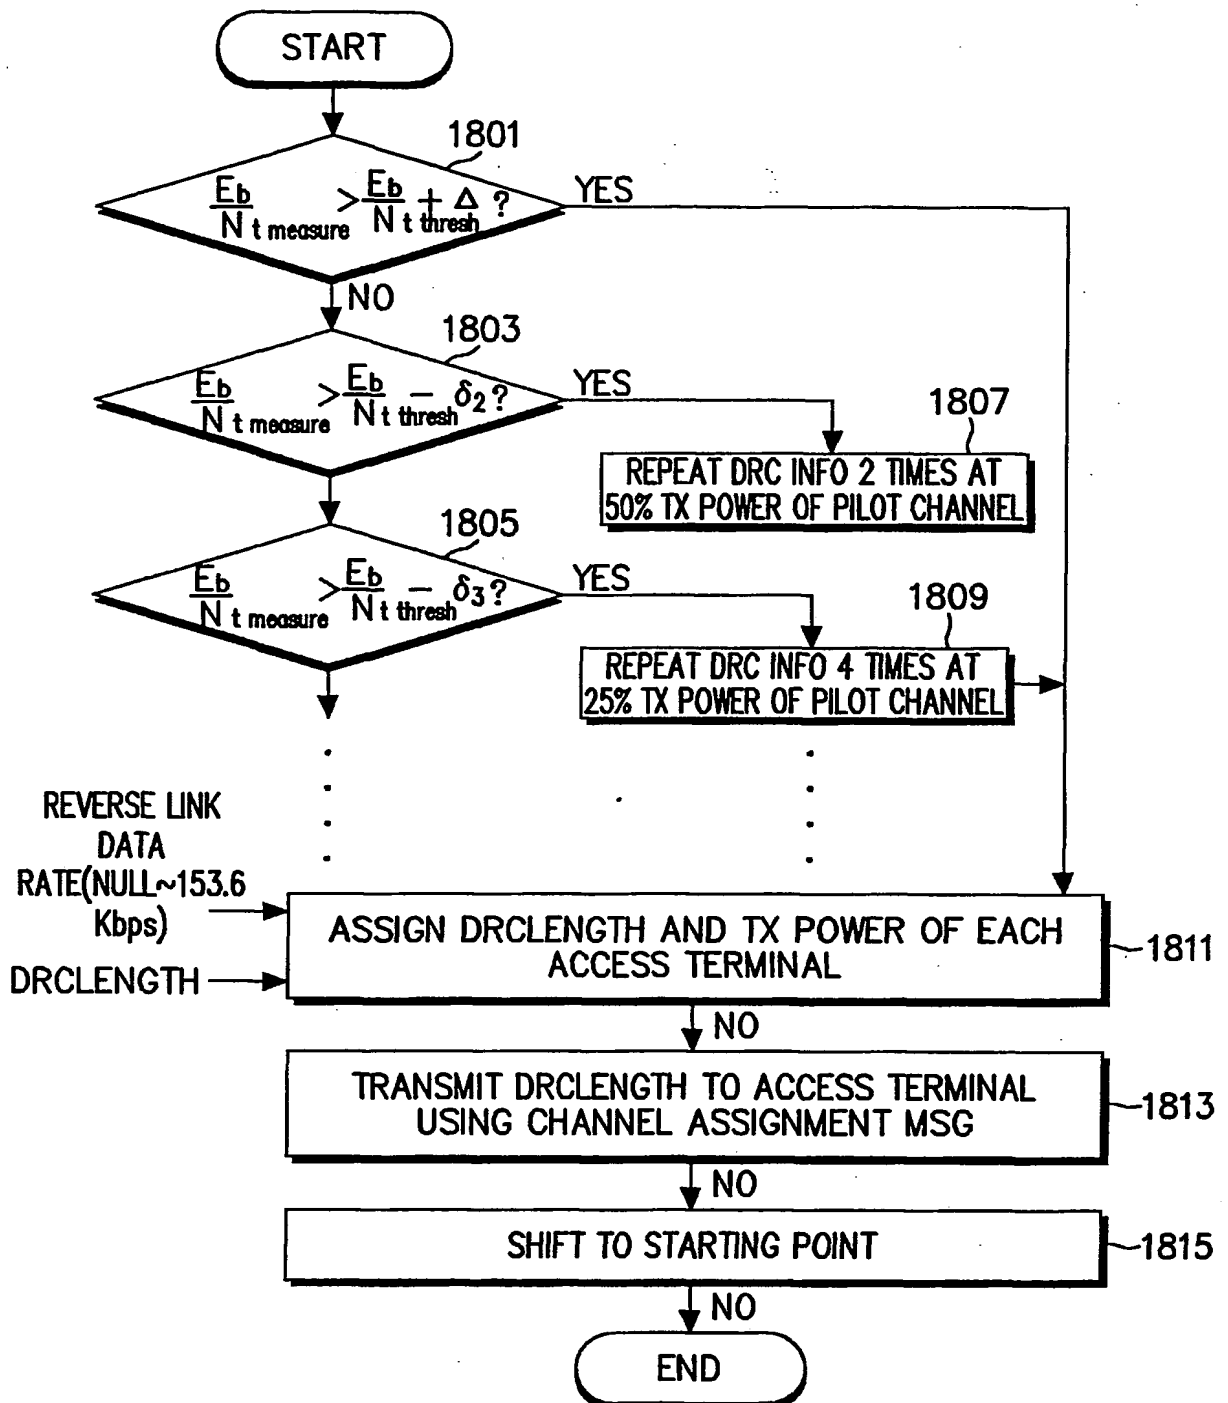 START
1801
Eb/Nt measure > Eb/Nt thresh + Δ ?
YES
NO
1803
Eb/Nt measure > Eb/Nt thresh − δ2?
YES
1807
REPEAT DRC INFO 2 TIMES AT
50% TX POWER OF PILOT CHANNEL
1805
Eb/Nt measure > Eb/Nt thresh − δ3?
YES
1809
REPEAT DRC INFO 4 TIMES AT
25% TX POWER OF PILOT CHANNEL
REVERSE LINK
DATA
RATE(NULL~153.6
Kbps)
DRCLENGTH
ASSIGN DRCLENGTH AND TX POWER OF EACH
ACCESS TERMINAL
1811
NO
TRANSMIT DRCLENGTH TO ACCESS TERMINAL
USING CHANNEL ASSIGNMENT MSG
1813
NO
SHIFT TO STARTING POINT
1815
NO
END